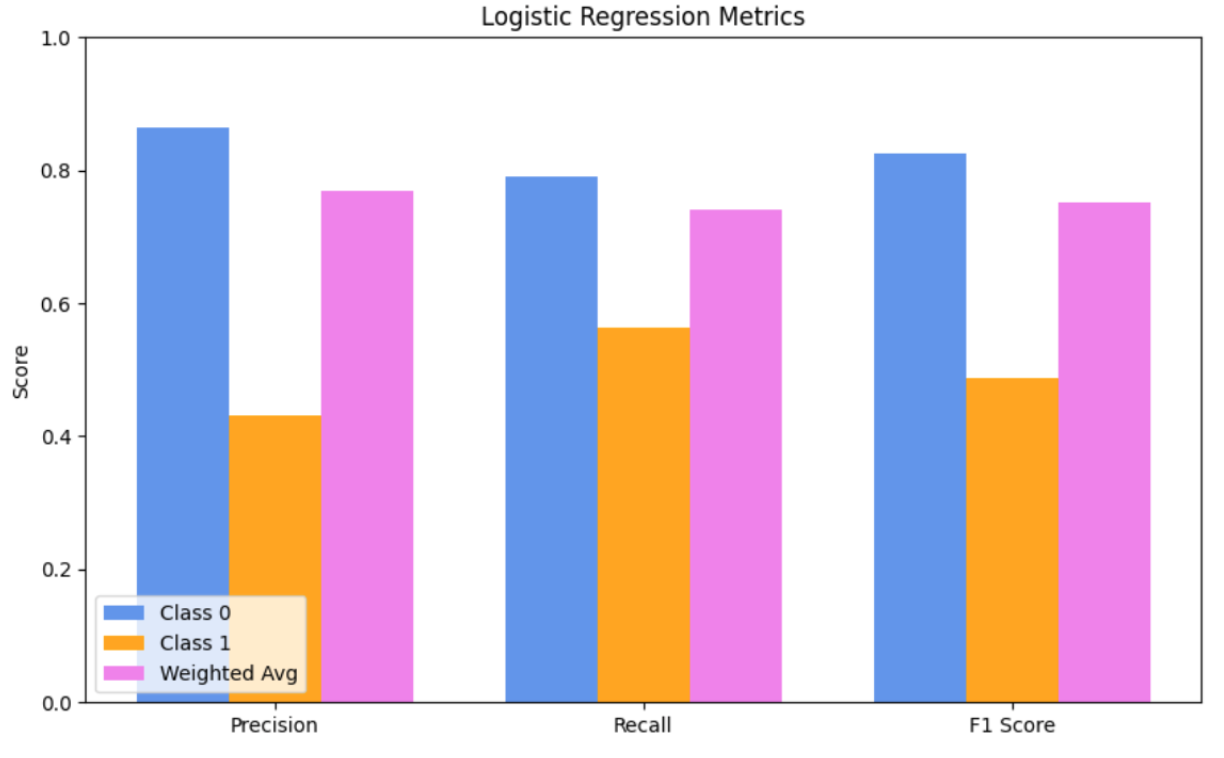 Logistic Regression Metrics
1.0
0.8
0.6
0.4
0.2
0.0
Score
Class 0
Class 1
Weighted Avg
Precision
Recall
F1 Score